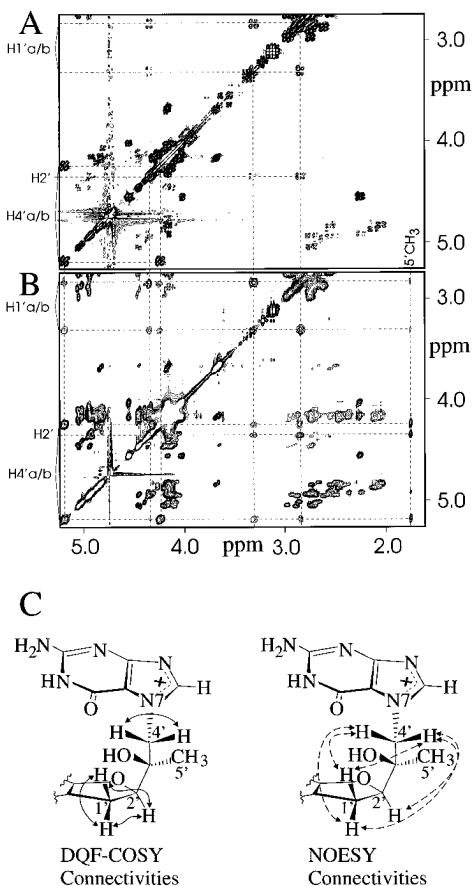 A
H1'a/b
3.0
ppm
4.0
H2'
H4'a/b
5.0
5'CH3
B
H1'a/b
3.0
ppm
4.0
H2'
H4'a/b
5.0
5.0 4.0 ppm 3.0 2.0
C
H2N N N
HN + H
O N7
H 4' H
HO CH3
5'
H O
1' 2'
H H
DQF-COSY
Connectivities
H2N N N
HN + H
O N7
H 4' H
HO CH3
5'
H O
1' 2'
H H
NOESY
Connectivities